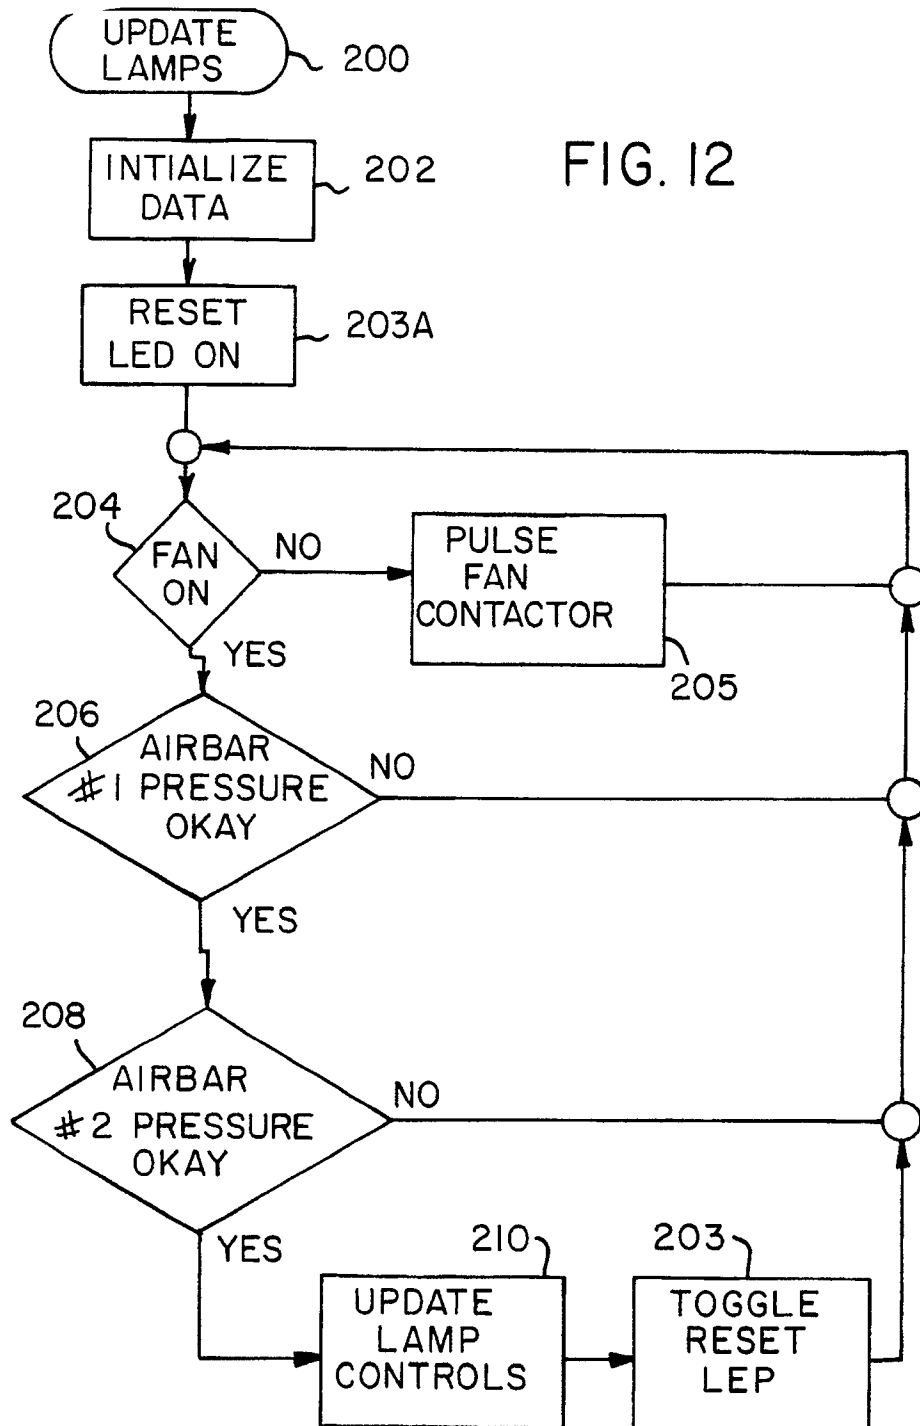 UPDATE
LAMPS
200
INTIALIZE
DATA
202
FIG. 12
RESET
LED ON
203A
204
FAN
ON
NO
PULSE
FAN
CONTACTOR
205
YES
206
AIRBAR
#1 PRESSURE
OKAY
NO
YES
208
AIRBAR
#2 PRESSURE
OKAY
NO
YES
210
UPDATE
LAMP
CONTROLS
203
TOGGLE
RESET
LEP